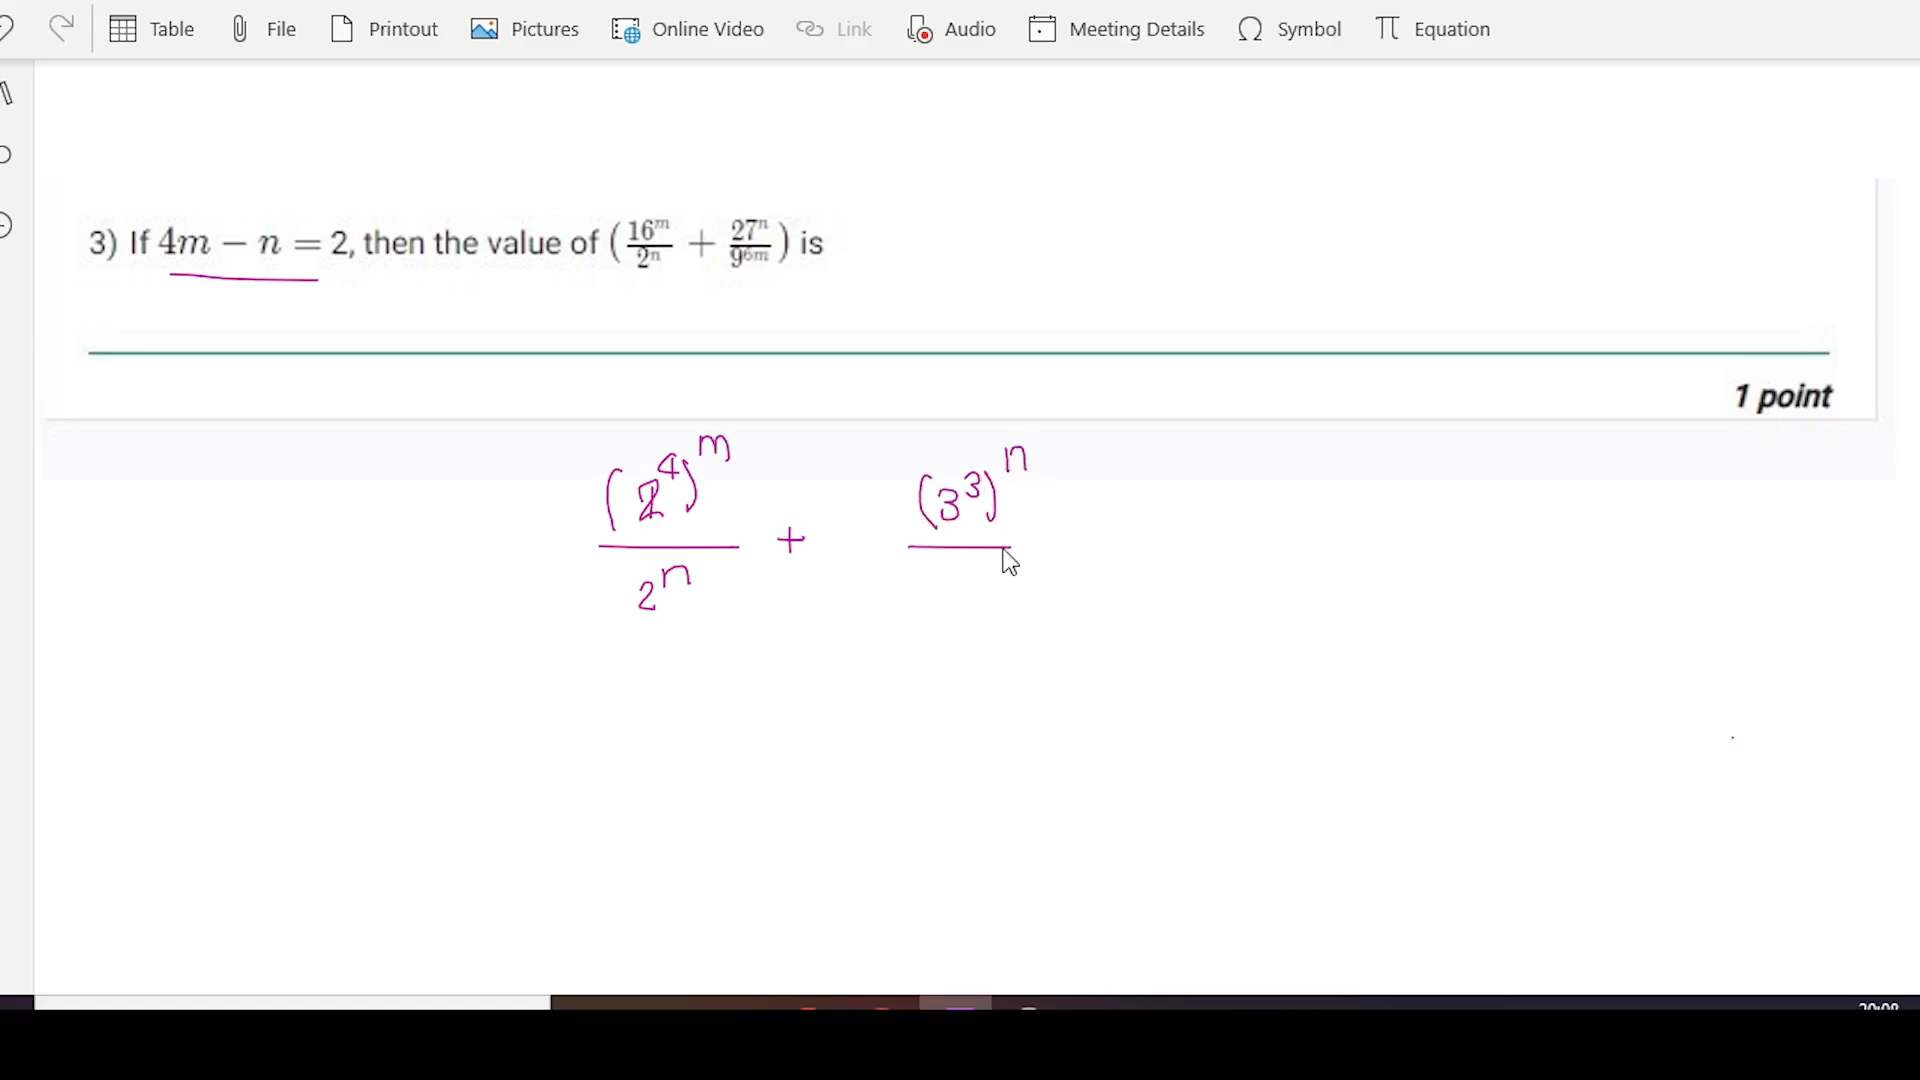 Table File Printout Pictures Online Video Link Audio Meeting Details Symbol Equation
3) If 4m − n = 2, then the value of (16^m/2^n + 27^n/9^6m) is
1 point
(2^4)^m/2^n + (3^3)^n